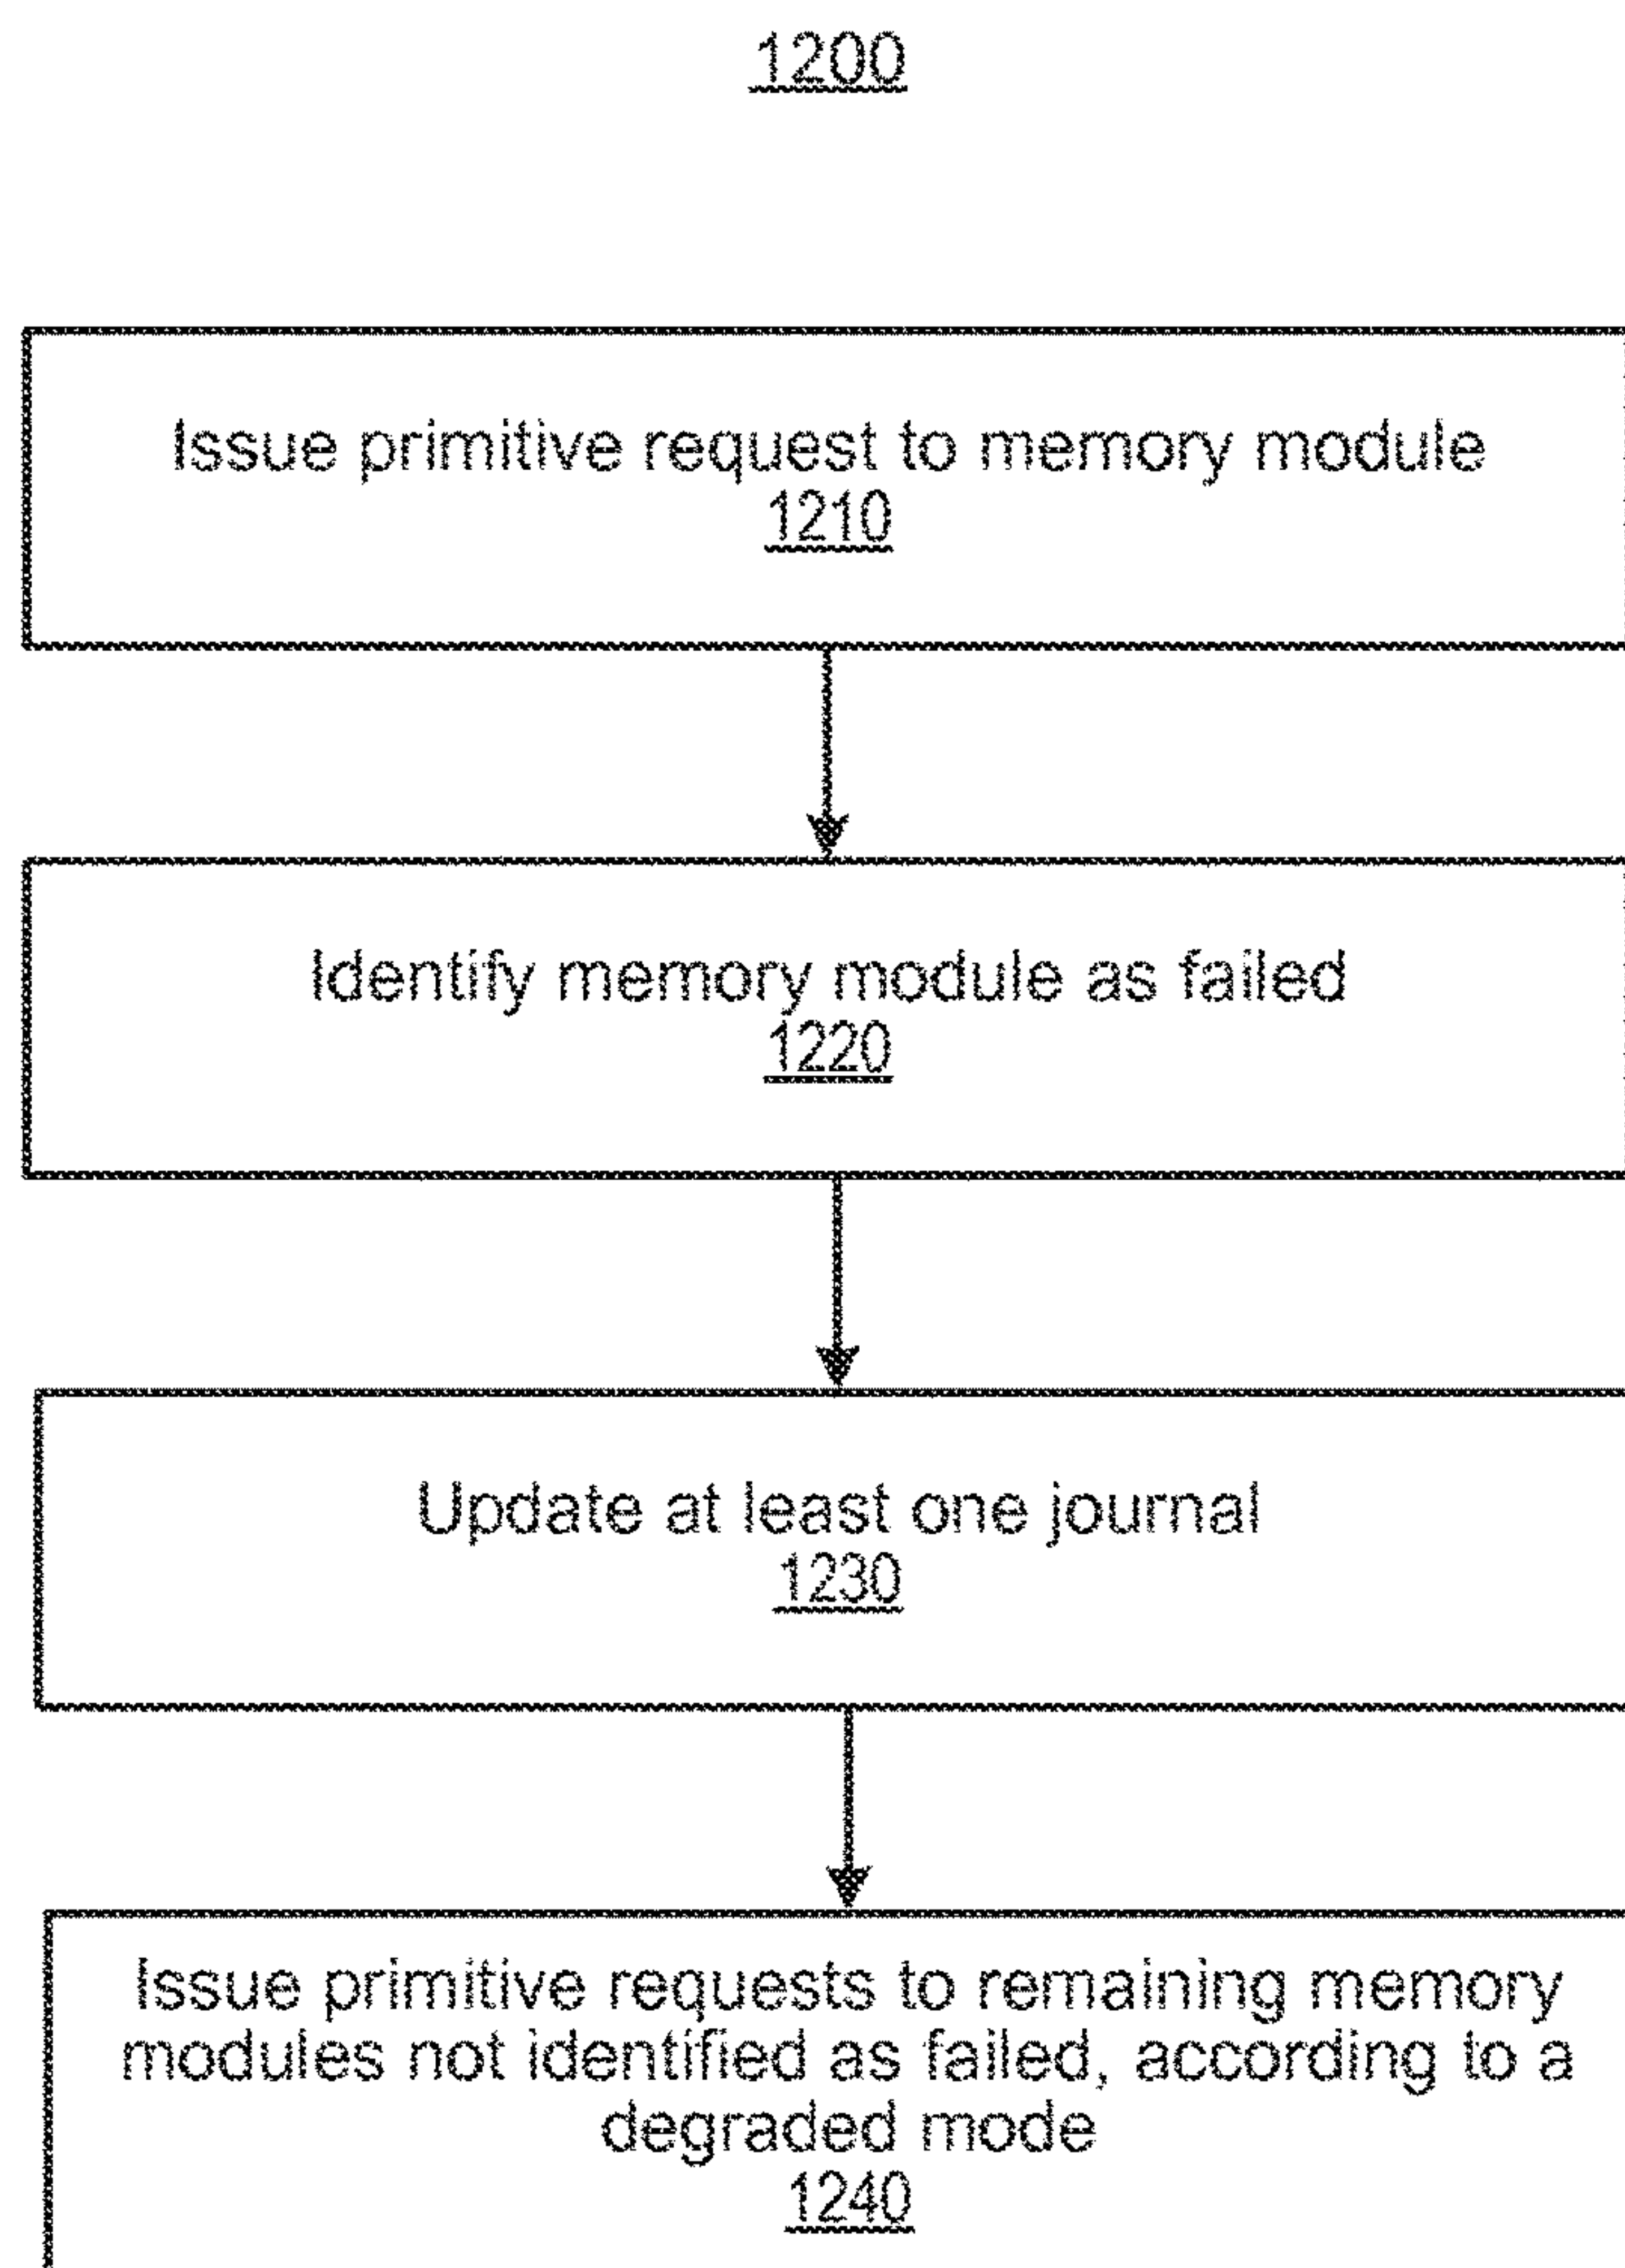 1200
Issue primitive request to memory module
1210
Identify memory module as failed
1220
Update at least one journal
1230
Issue primitive requests to remaining memory
modules not identified as failed, according to a
degraded mode
1240